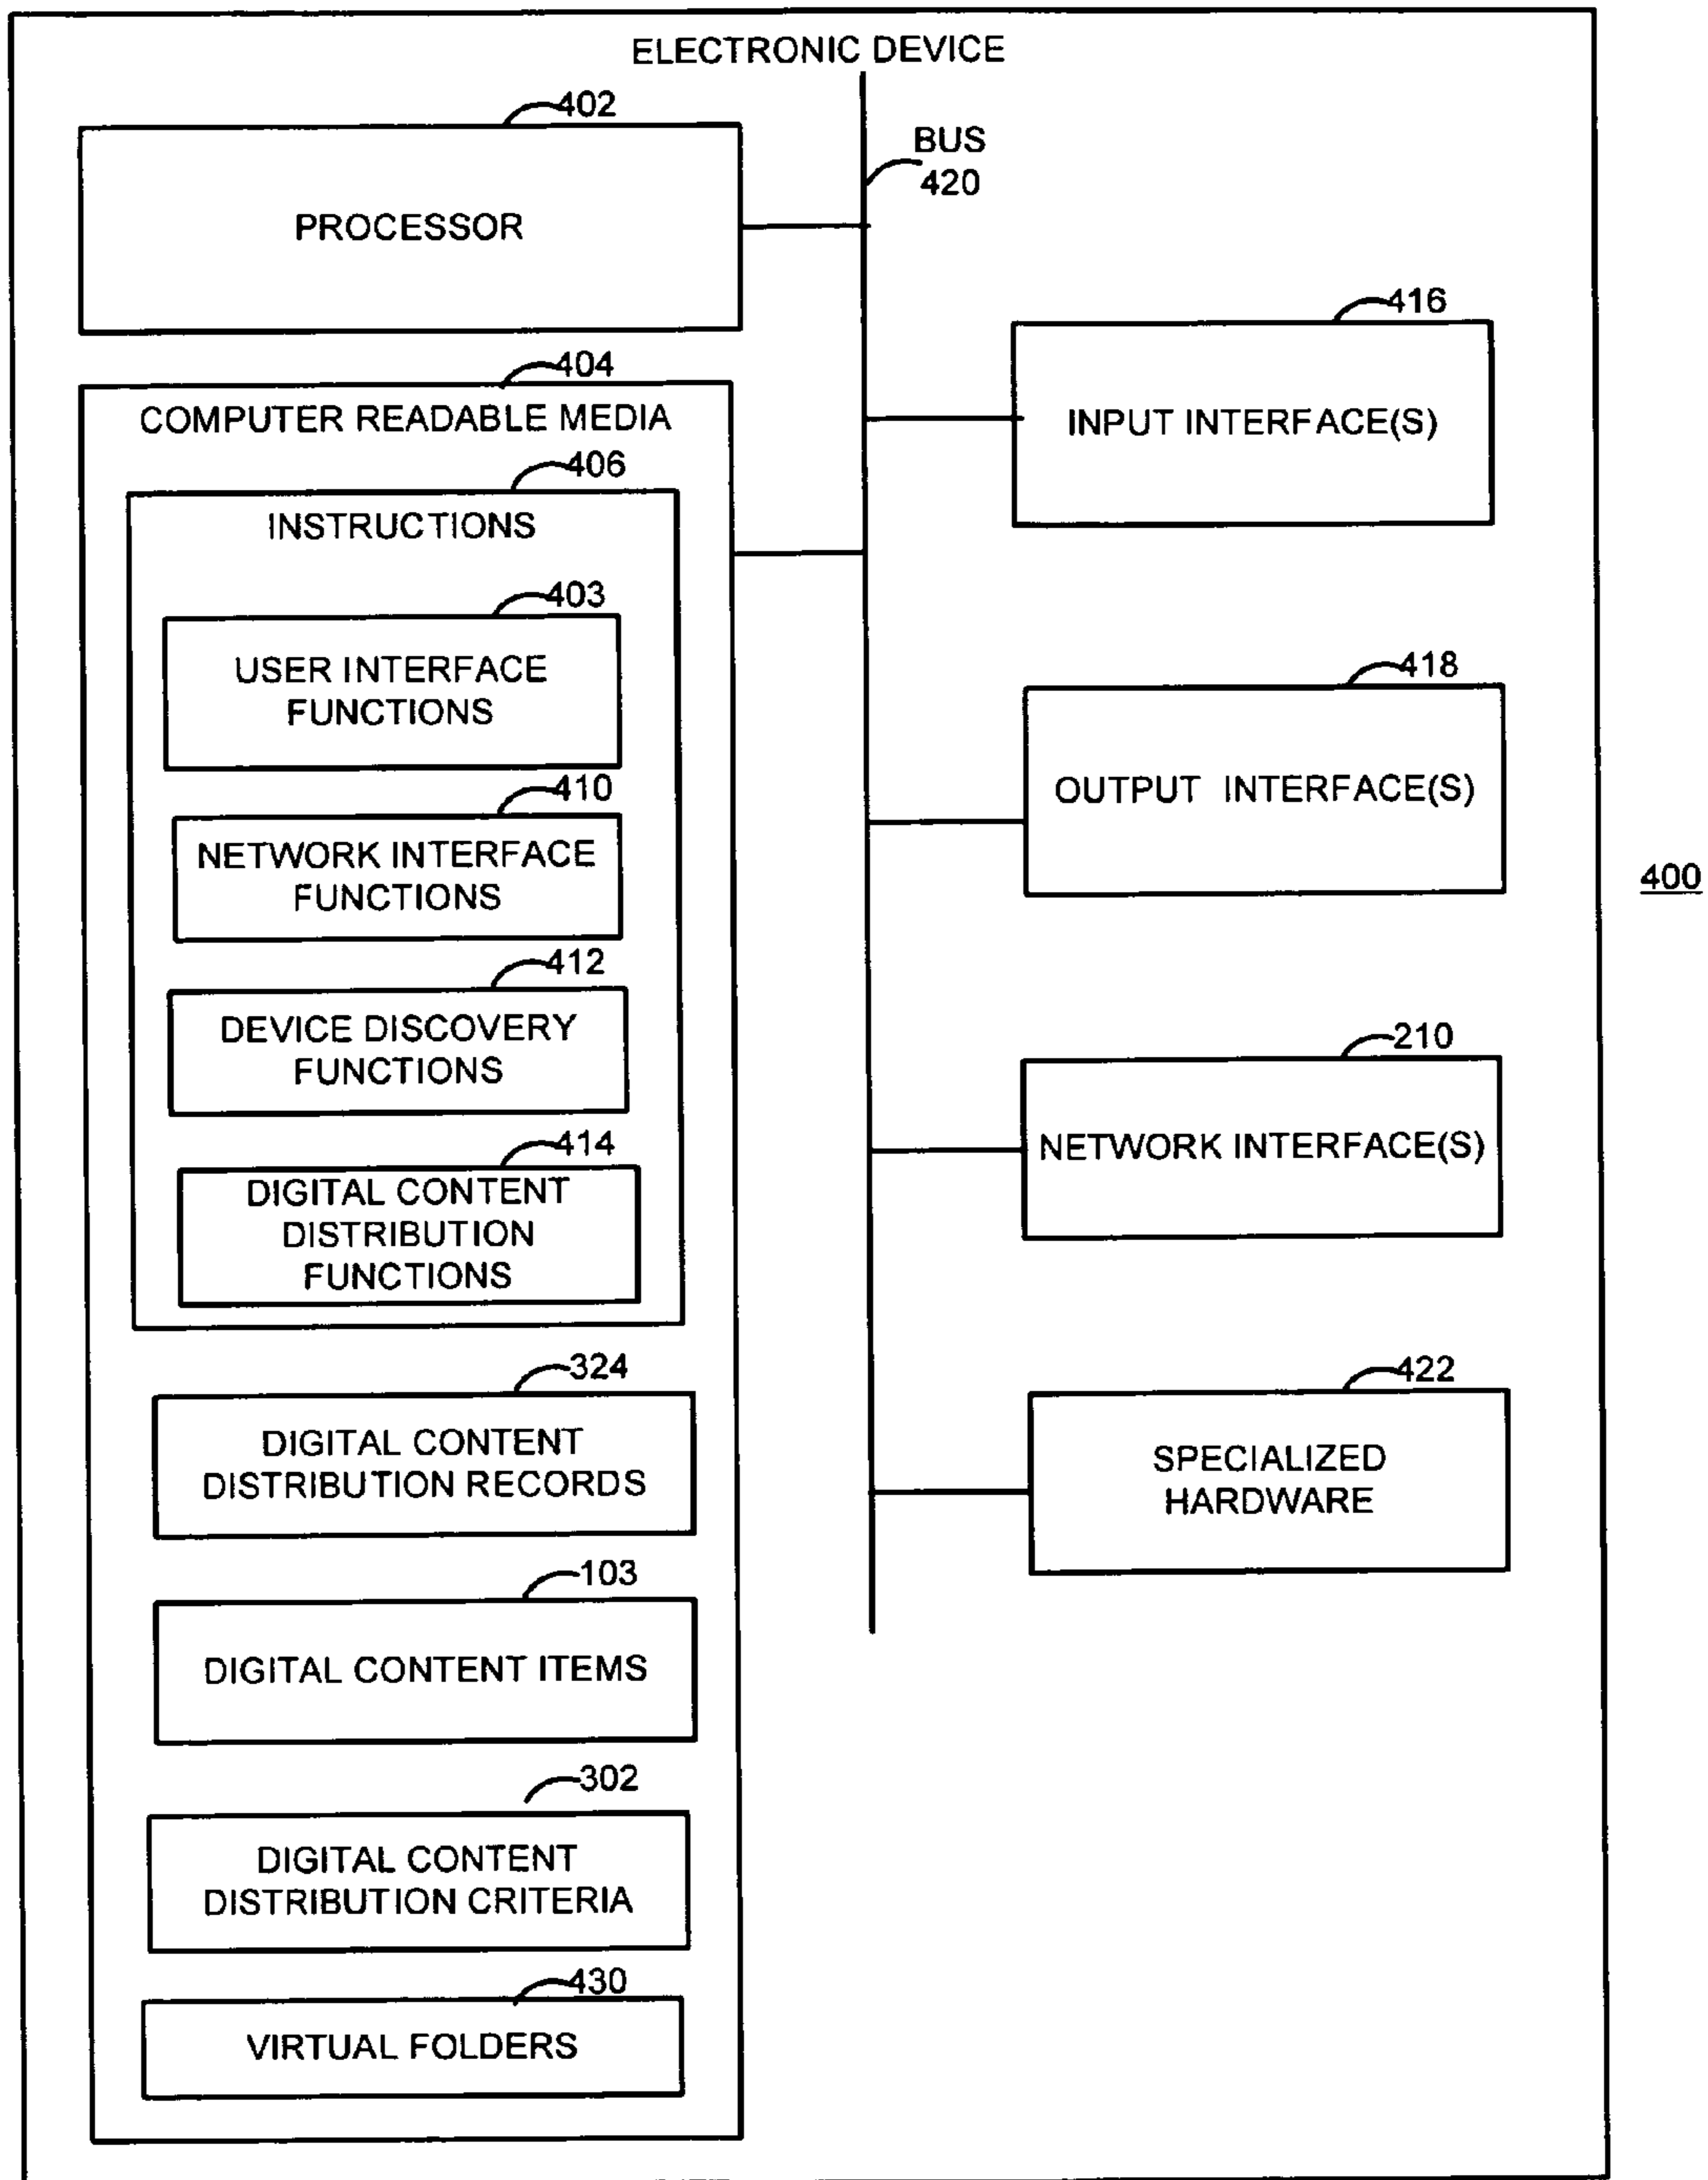 ELECTRONIC DEVICE
402
PROCESSOR
BUS
420
416
INPUT INTERFACE(S)
404
COMPUTER READABLE MEDIA
406
INSTRUCTIONS
403
USER INTERFACE
FUNCTIONS
410
NETWORK INTERFACE
FUNCTIONS
412
DEVICE DISCOVERY
FUNCTIONS
414
DIGITAL CONTENT
DISTRIBUTION
FUNCTIONS
324
DIGITAL CONTENT
DISTRIBUTION RECORDS
103
DIGITAL CONTENT ITEMS
302
DIGITAL CONTENT
DISTRIBUTION CRITERIA
430
VIRTUAL FOLDERS
418
OUTPUT INTERFACE(S)
210
NETWORK INTERFACE(S)
422
SPECIALIZED
HARDWARE
400